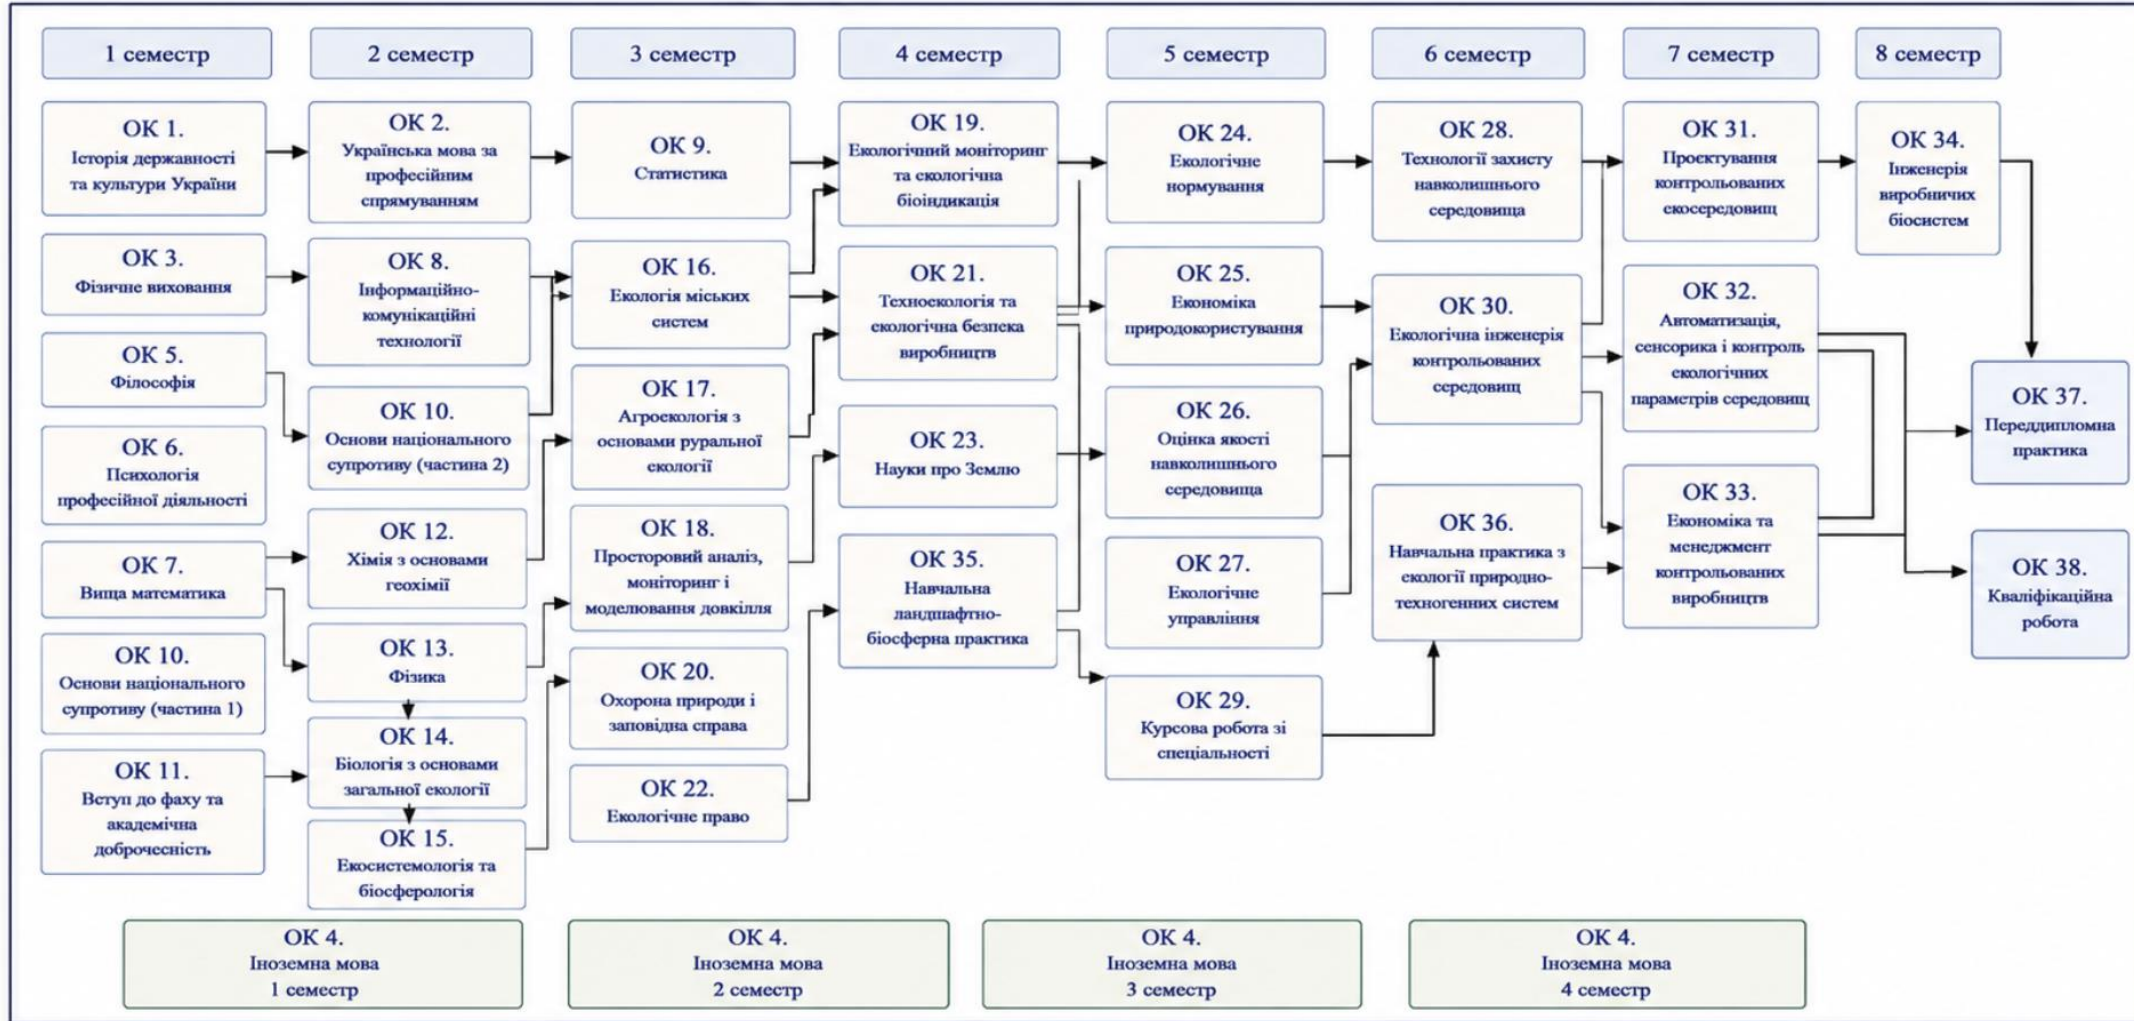 1 семестр
2 семестр
3 семестр
4 семестр
5 семестр
6 семестр
7 семестр
8 семестр
ОК 1.
Історія державності
та культури України
ОК 3.
Фізичне виховання
ОК 5.
Філософія
ОК 6.
Психологія
професійної діяльності
ОК 7.
Вища математика
ОК 10.
Основи національного
супротиву (частина 1)
ОК 11.
Вступ до фаху та
академічна
доброчесність
ОК 2.
Українська мова за
професійним
спрямуванням
ОК 8.
Інформаційно-
комунікаційні
технології
ОК 10.
Основи національного
супротиву (частина 2)
ОК 12.
Хімія з основами
геохімії
ОК 13.
Фізика
ОК 14.
Біологія з основами
загальної екології
ОК 15.
Екосистемологія та
біосферологія
ОК 9.
Статистика
ОК 16.
Екологія міських
систем
ОК 17.
Агроекологія з
основами руральної
екології
ОК 18.
Просторовий аналіз,
моніторинг і
моделювання довкілля
ОК 20.
Охорона природи і
заповідна справа
ОК 22.
Екологічне право
ОК 19.
Екологічний моніторинг
та екологічна
біоіндикація
ОК 21.
Техноекологія та
екологічна безпека
виробництв
ОК 23.
Науки про Землю
ОК 35.
Навчальна
ландшафтно-
біосферна практика
ОК 24.
Екологічне
нормування
ОК 25.
Економіка
природокористування
ОК 26.
Оцінка якості
навколишнього
середовища
ОК 27.
Екологічне
управління
ОК 29.
Курсова робота зі
спеціальності
ОК 28.
Технології захисту
навколишнього
середовища
ОК 30.
Екологічна інженерія
контрольованих
середовищ
ОК 36.
Навчальна практика з
екології природно-
техногенних систем
ОК 31.
Проєктування
контрольованих
екосередовищ
ОК 32.
Автоматизація,
сенсорика і контроль
екологічних
параметрів середовищ
ОК 33.
Економіка та
менеджмент
контрольованих
виробництв
ОК 34.
Інженерія
виробничих
біосистем
ОК 37.
Переддипломна
практика
ОК 38.
Кваліфікаційна
робота
ОК 4.
Іноземна мова
1 семестр
ОК 4.
Іноземна мова
2 семестр
ОК 4.
Іноземна мова
3 семестр
ОК 4.
Іноземна мова
4 семестр